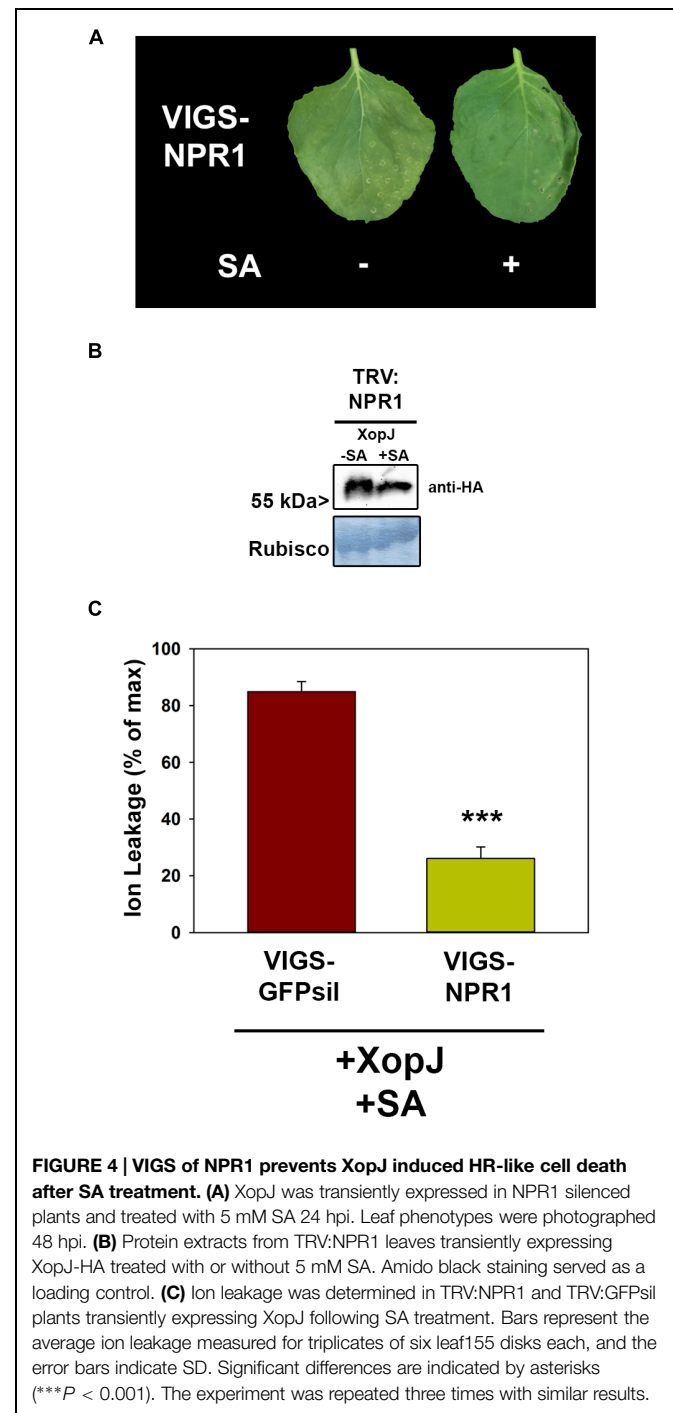 A
VIGS-
NPR1
SA - +
B
TRV:
NPR1
XopJ
-SA +SA
anti-HA
55 kDa>
Rubisco
C
Ion Leakage (% of max)
100
80
60
40
20
0
***
VIGS-
GFPsil
VIGS-
NPR1
+XopJ
+SA
FIGURE 4 | VIGS of NPR1 prevents XopJ induced HR-like cell death
after SA treatment. (A) XopJ was transiently expressed in NPR1 silenced
plants and treated with 5 mM SA 24 hpi. Leaf phenotypes were photographed
48 hpi. (B) Protein extracts from TRV:NPR1 leaves transiently expressing
XopJ-HA treated with or without 5 mM SA. Amido black staining served as a
loading control. (C) Ion leakage was determined in TRV:NPR1 and TRV:GFPsil
plants transiently expressing XopJ following SA treatment. Bars represent the
average ion leakage measured for triplicates of six leaf155 disks each, and the
error bars indicate SD. Significant differences are indicated by asterisks
(***P < 0.001). The experiment was repeated three times with similar results.